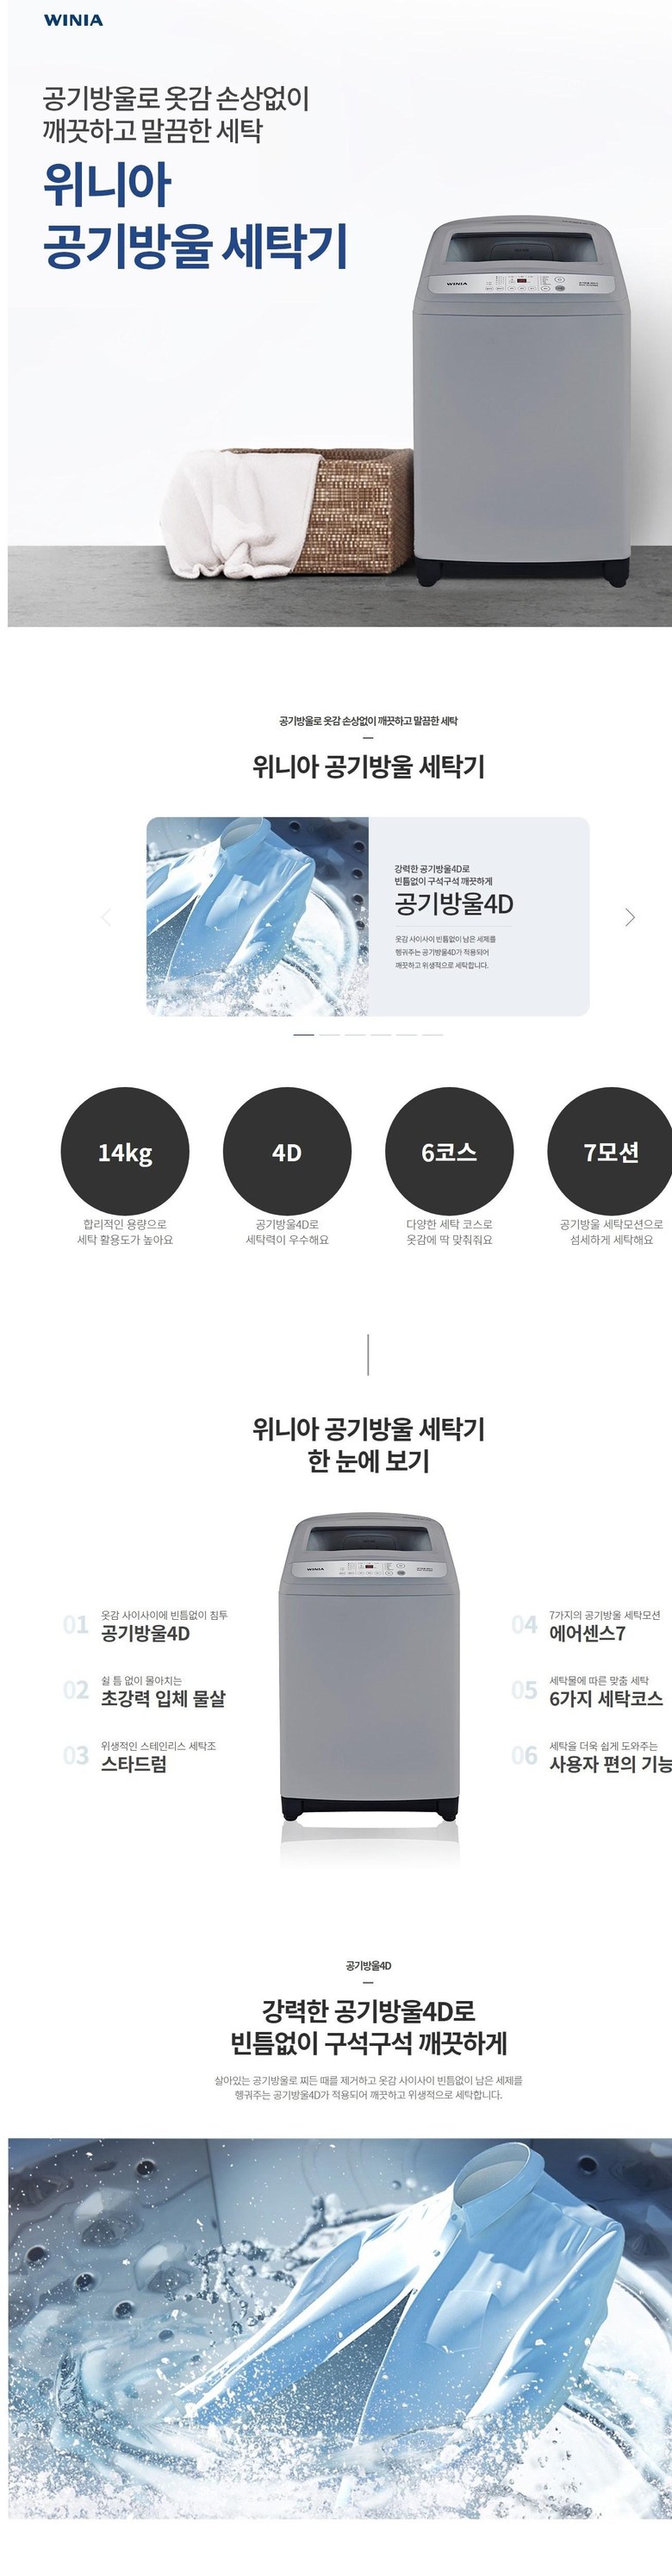 WINIA
공기방울로 옷감 손상없이
깨끗하고 말끔한 세탁
위니아
공기방울 세탁기
WINIA
공기방울로 옷감 손상없이 깨끗하고 말끔한 세탁
위니아 공기방울 세탁기
강력한 공기방울4D로
빈틈없이 구석구석 깨끗하게
공기방울4D
옷감 사이사이 빈틈없이 남은 세제를
헹궈주는 공기방울4D가 적용되어
깨끗하고 위생적으로 세탁합니다.
14kg
합리적인 용량으로
세탁 활용도가 높아요
4D
공기방울4D로
세탁력이 우수해요
6코스
다양한 세탁 코스로
옷감에 딱 맞춰줘요
7모션
공기방울 세탁모션으로
섬세하게 세탁해요
위니아 공기방울 세탁기
한 눈에 보기
01 옷감 사이사이에 빈틈없이 침투
공기방울4D
02 쉴 틈 없이 몰아치는
초강력 입체 물살
03 위생적인 스테인리스 세탁조
스타드럼
WINIA
04 7가지의 공기방울 세탁모션
에어센스7
05 세탁물에 따른 맞춤 세탁
6가지 세탁코스
06 세탁을 더욱 쉽게 도와주는
사용자 편의 기능
공기방울4D
강력한 공기방울4D로
빈틈없이 구석구석 깨끗하게
살아있는 공기방울로 찌든 때를 제거하고 옷감 사이사이 빈틈없이 남은 세제를
헹궈주는 공기방울4D가 적용되어 깨끗하고 위생적으로 세탁합니다.